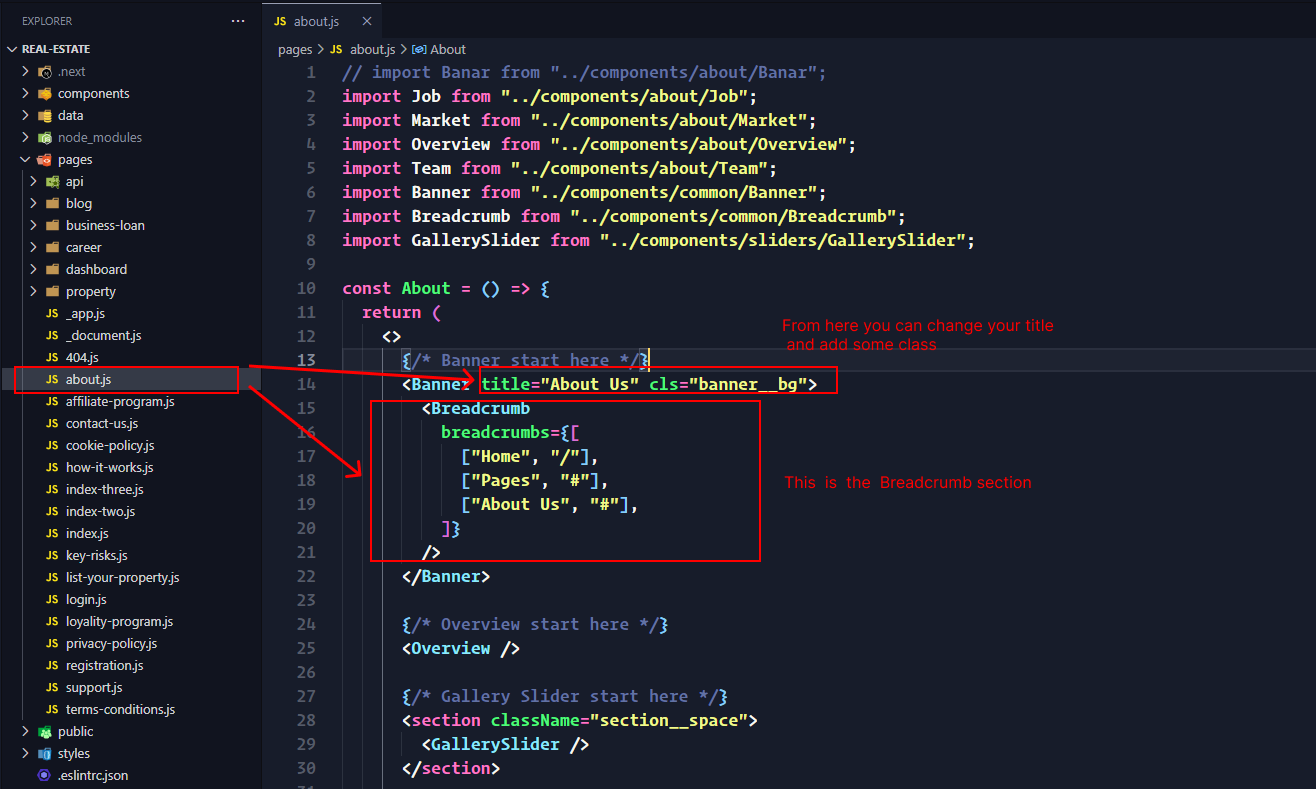 EXPLORER
REAL-ESTATE
.next
components
data
node_modules
pages
api
blog
business-loan
career
dashboard
property
JS _app.js
JS _document.js
JS 404.js
JS about.js
JS affiliate-program.js
JS contact-us.js
JS cookie-policy.js
JS how-it-works.js
JS index-three.js
JS index-two.js
JS index.js
JS key-risks.js
JS list-your-property.js
JS login.js
JS loyality-program.js
JS privacy-policy.js
JS registration.js
JS support.js
JS terms-conditions.js
public
styles
.eslintrc.json
JS about.js
pages > JS about.js > About
1 // import Banar from "../components/about/Banar";
2 import Job from "../components/about/Job";
3 import Market from "../components/about/Market";
4 import Overview from "../components/about/Overview";
5 import Team from "../components/about/Team";
6 import Banner from "../components/common/Banner";
7 import Breadcrumb from "../components/common/Breadcrumb";
8 import GallerySlider from "../components/sliders/GallerySlider";
9
10 const About = () => {
11 return (
12 <>
13 {/* Banner start here */}
14 <Banner title="About Us" cls="banner__bg">
15 <Breadcrumb
16 breadcrumbs={[
17 ["Home", "/"],
18 ["Pages", "#"],
19 ["About Us", "#"],
20 ]}
21 />
22 </Banner>
23
24 {/* Overview start here */}
25 <Overview />
26
27 {/* Gallery Slider start here */}
28 <section className="section__space">
29 <GallerySlider />
30 </section>
From here you can change your title
and add some class
This is the Breadcrumb section